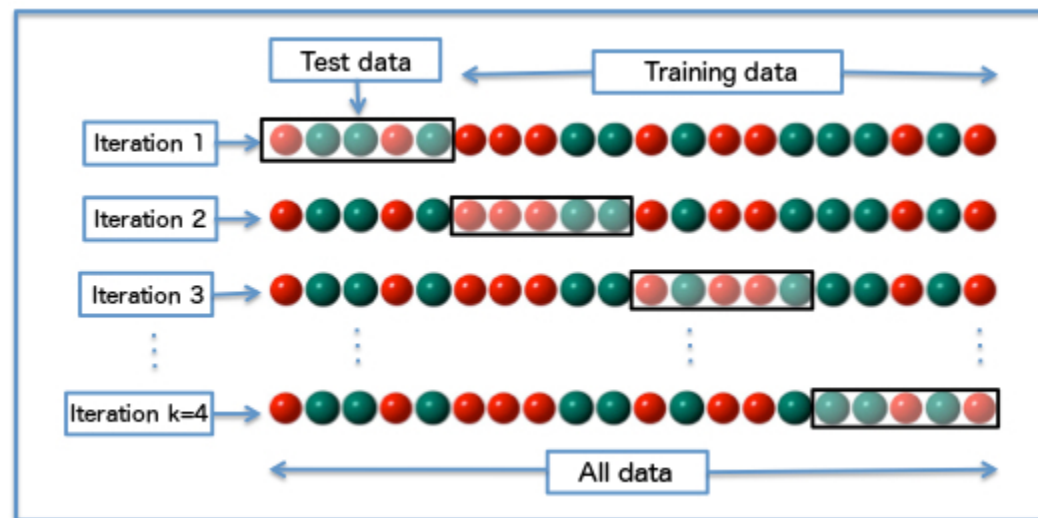 Test data
Training data
Iteration 1
Iteration 2
Iteration 3
Iteration k=4
All data